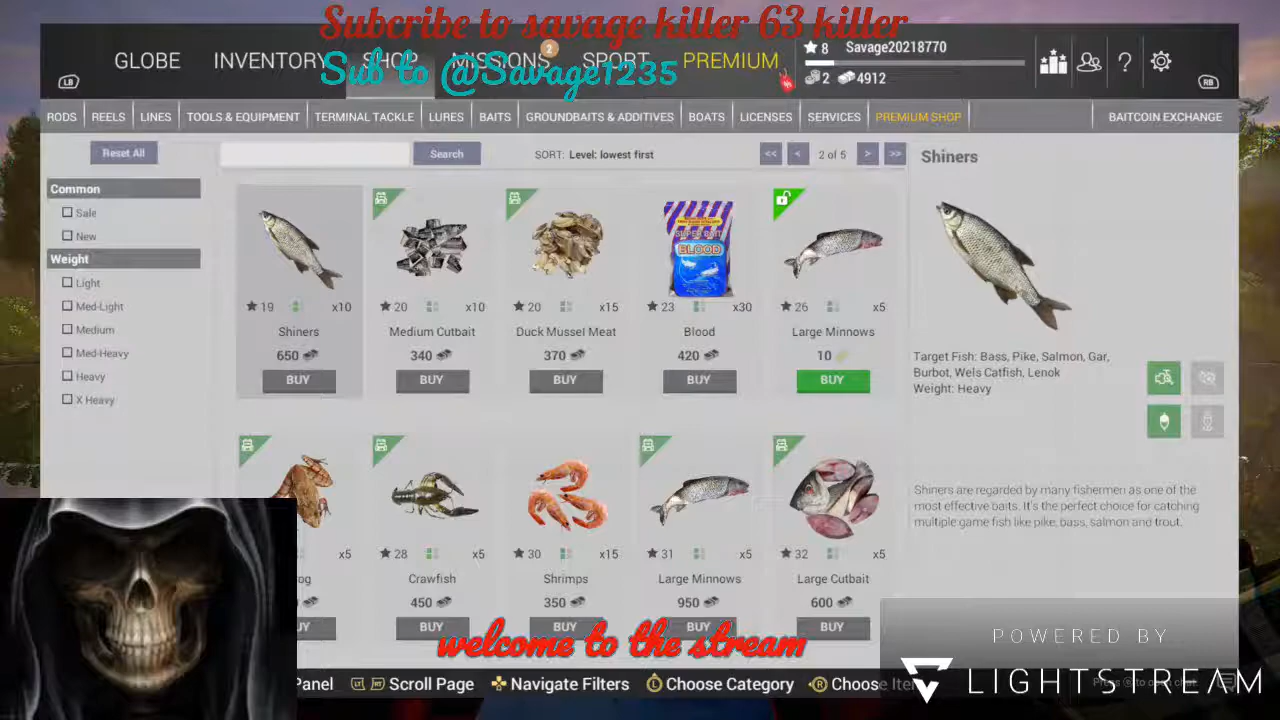 Subcribe to savage killer 63 killer
GLOBE INVENTORY SHOP MISSIONS 2 SPORT PREMIUM
8 Savage20218770
2 4912
Sub to @Savage1235
LB RB
RODS REELS LINES TOOLS & EQUIPMENT TERMINAL TACKLE LURES BAITS GROUNDBAITS & ADDITIVES BOATS LICENSES SERVICES PREMIUM SHOP BAITCOIN EXCHANGE
Reset All Search SORT: Level: lowest first << < 2 of 5 > >>
Common
Sale
New
Weight
Light
Med-Light
Medium
Med-Heavy
Heavy
X Heavy
19 x10 20 x10 20 x15 23 x30 26 x5
Shiners Medium Cutbait Duck Mussel Meat Blood Large Minnows
650 340 370 420 10
BUY BUY BUY BUY BUY
SUPER BAIT
BLOOD
x5 28 x5 30 x15 31 x5 32 x5
Crawfish Shrimps Large Minnows Large Cutbait
450 350 950 600
BUY BUY BUY BUY
Shiners
Target Fish: Bass, Pike, Salmon, Gar,
Burbot, Wels Catfish, Lenok
Weight: Heavy
Shiners are regarded by many fishermen as one of the
most effective baits. It's the perfect choice for catching
multiple game fish like pike, bass, salmon and trout.
welcome to the stream
Panel LT RT Scroll Page Navigate Filters L Choose Category R Choose
POWERED BY
LIGHTSTREAM